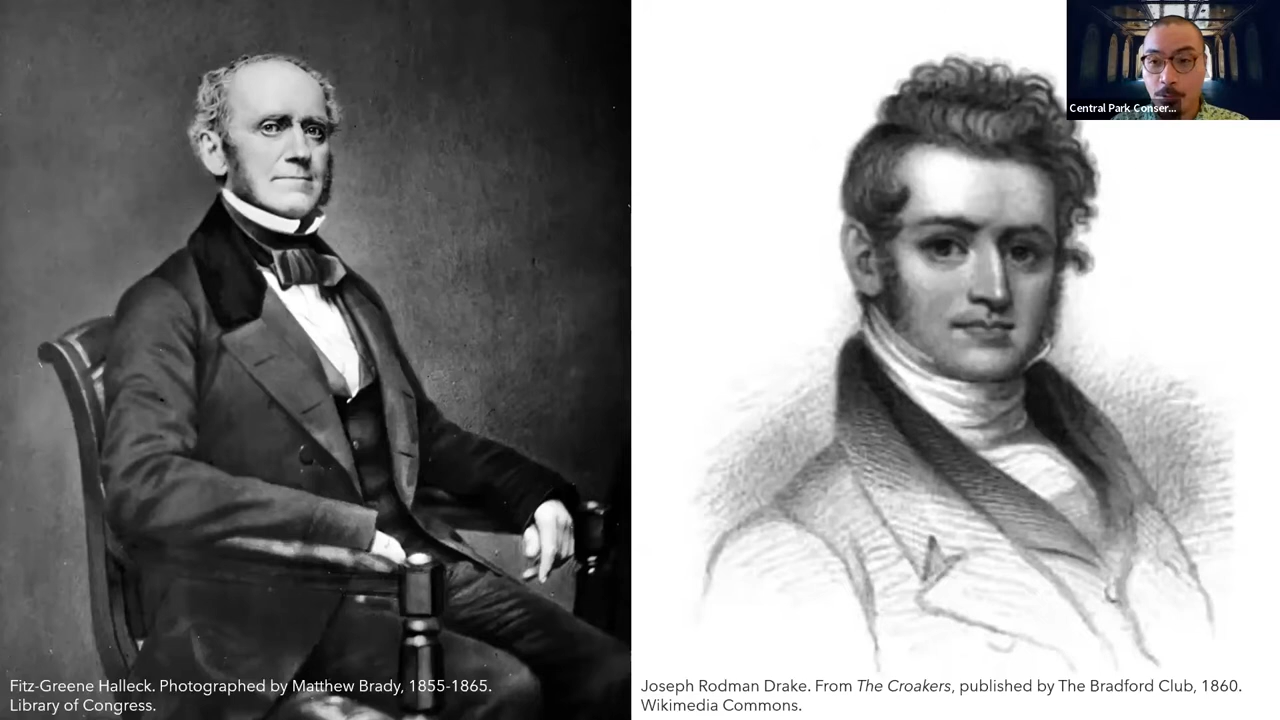 Central Park Conser...
Fitz-Greene Halleck. Photographed by Matthew Brady, 1855-1865.
Library of Congress.
Joseph Rodman Drake. From The Croakers, published by The Bradford Club, 1860.
Wikimedia Commons.